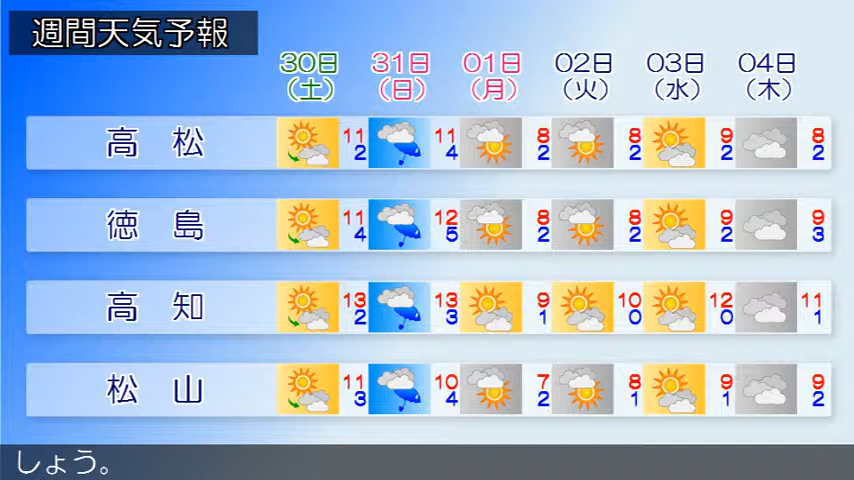 週間天気予報
30日 31日 01日 02日 03日 04日
(土) (日) (月) (火) (水) (木)
高松 11 2 11 4 8 2 8 2 9 2 8 2
徳島 11 4 12 5 8 2 8 2 9 2 9 3
高知 13 2 13 3 9 1 10 0 12 0 11 1
松山 11 3 10 4 7 2 8 1 9 1 9 2
しょう。